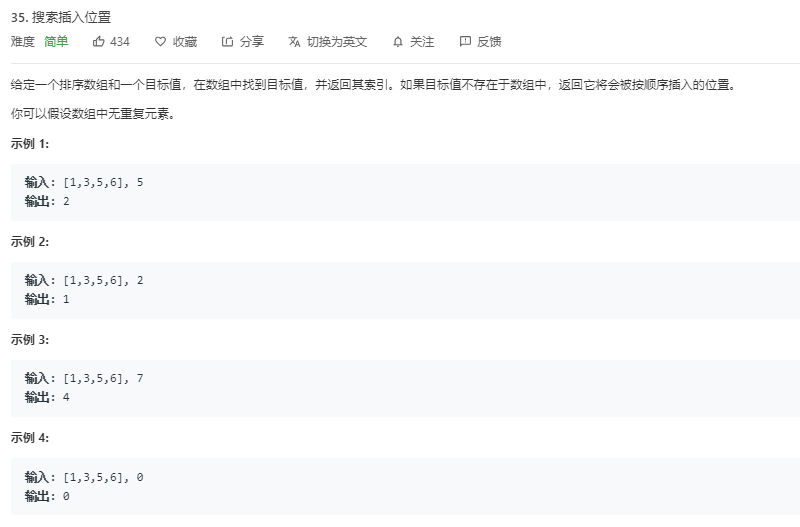 35. 搜索插入位置
难度 简单 434 收藏 分享 切换为英文 关注 反馈
给定一个排序数组和一个目标值，在数组中找到目标值，并返回其索引。如果目标值不存在于数组中，返回它将会被按顺序插入的位置。
你可以假设数组中无重复元素。
示例 1:
输入: [1,3,5,6], 5
输出: 2
示例 2:
输入: [1,3,5,6], 2
输出: 1
示例 3:
输入: [1,3,5,6], 7
输出: 4
示例 4:
输入: [1,3,5,6], 0
输出: 0